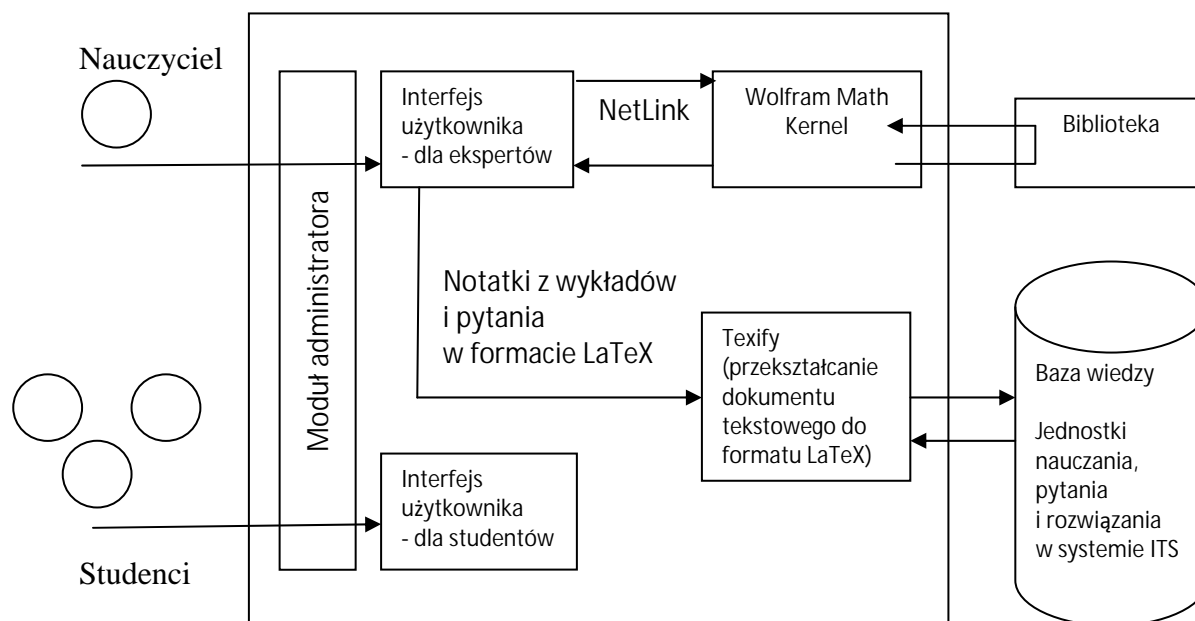 Nauczyciel
Moduł administratora
Interfejs
użytkownika
- dla ekspertów
NetLink
Wolfram Math
Kernel
Biblioteka
Notatki z wykładów
i pytania
w formacie LaTeX
Texify
(przekształcanie
dokumentu
tekstowego do
formatu LaTeX)
Baza wiedzy
Jednostki
nauczania,
pytania
i rozwiązania
w systemie ITS
Interfejs
użytkownika
- dla studentów
Studenci